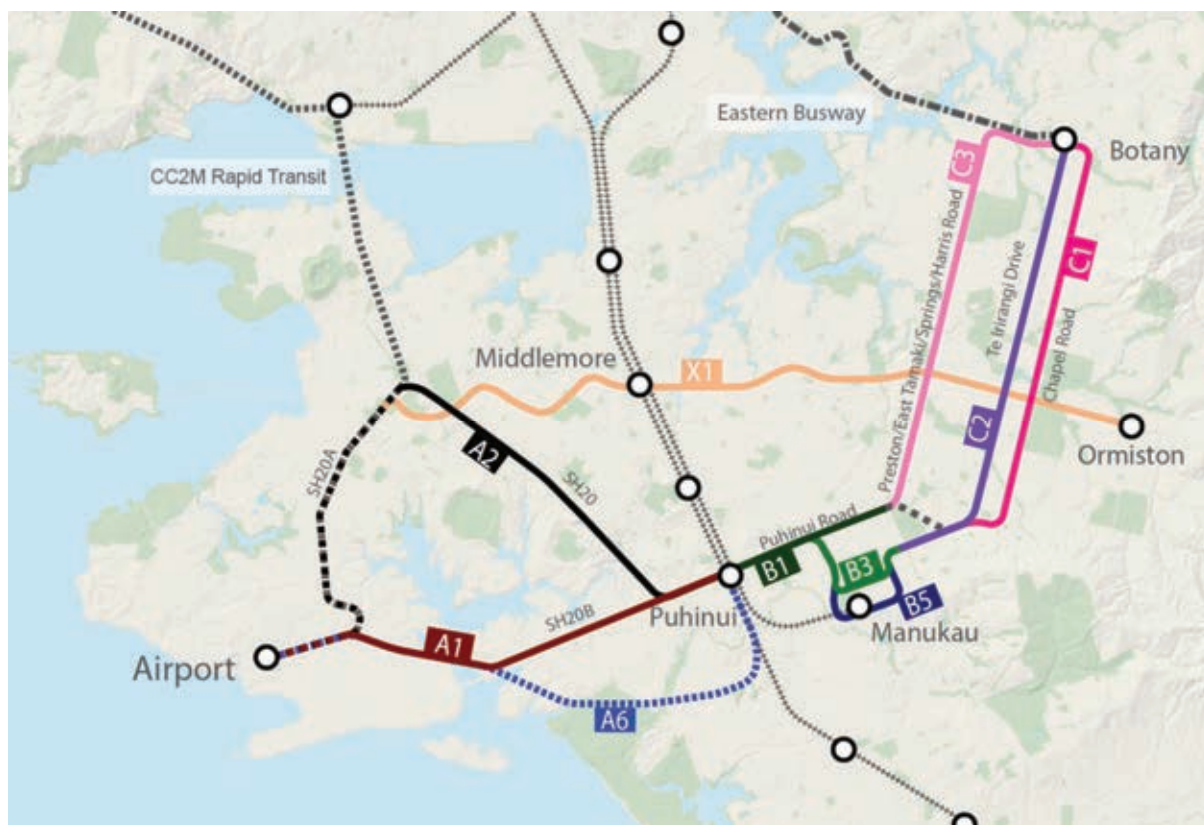 Eastern Busway
Botany
CC2M Rapid Transit
C3
C1
Preston/East Tamaki/Springs/Harris Road
Te Irirangi Drive
Chapel Road
Middlemore
X1
C2
Ormiston
A2
SH20A
SH20
Puhinui Road
B1
B3
B5
Puhinui
Manukau
SH20B
Airport
A1
A6